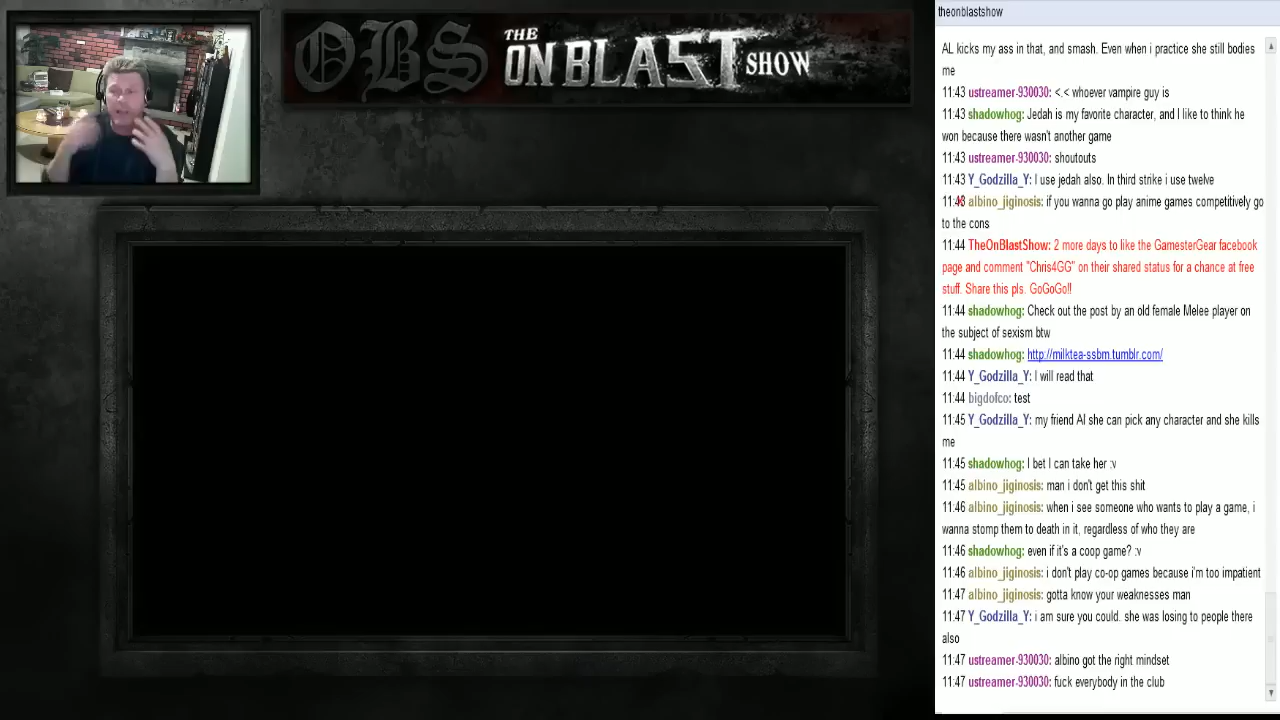 OBS THE ON BLAST SHOW
theonblastshow
AL kicks my ass in that, and smash. Even when i practice she still bodies
me
11:43 ustreamer-930030: <.< whoever vampire guy is
11:43 shadowhog: Jedah is my favorite character, and I like to think he
won because there wasn't another game
11:43 ustreamer-930030: shoutouts
11:43 Y_Godzilla_Y: I use jedah also. In third strike i use twelve
11:43 albino_jiginosis: if you wanna go play anime games competitively go
to the cons
11:44 TheOnBlastShow: 2 more days to like the GamesterGear facebook
page and comment "Chris4GG" on their shared status for a chance at free
stuff. Share this pls. GoGoGo!!
11:44 shadowhog: Check out the post by an old female Melee player on
the subject of sexism btw
11:44 shadowhog: http://milktea-ssbm.tumblr.com/
11:44 Y_Godzilla_Y: I will read that
11:44 bigdofco: test
11:45 Y_Godzilla_Y: my friend Al she can pick any character and she kills
me
11:45 shadowhog: I bet I can take her :v
11:45 albino_jiginosis: man i don't get this shit
11:46 albino_jiginosis: when i see someone who wants to play a game, i
wanna stomp them to death in it, regardless of who they are
11:46 shadowhog: even if it's a coop game? :v
11:46 albino_jiginosis: i don't play co-op games because i'm too impatient
11:47 albino_jiginosis: gotta know your weaknesses man
11:47 Y_Godzilla_Y: i am sure you could. she was losing to people there
also
11:47 ustreamer-930030: albino got the right mindset
11:47 ustreamer-930030: fuck everybody in the club